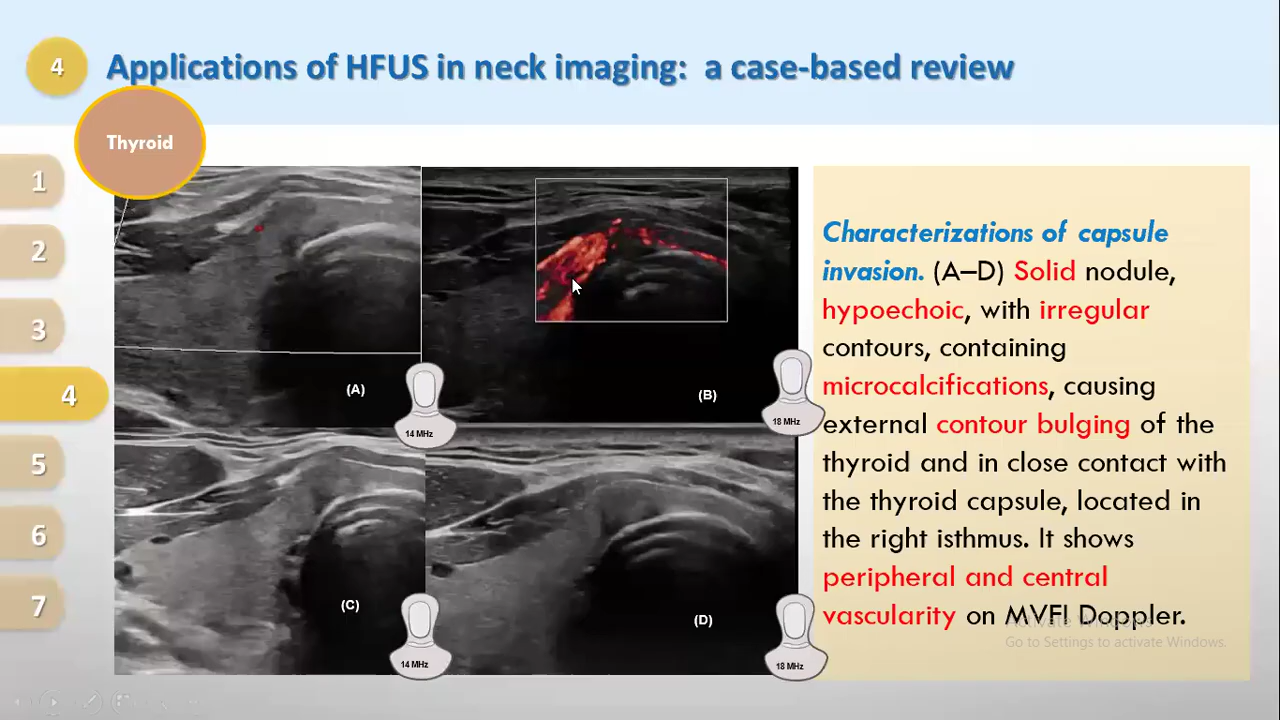 4
Applications of HFUS in neck imaging: a case-based review
Thyroid
1
2
3
4
5
6
7
(A)
14 MHz
(B)
18 MHz
(C)
14 MHz
(D)
18 MHz
Characterizations of capsule
invasion. (A–D) Solid nodule,
hypoechoic, with irregular
contours, containing
microcalcifications, causing
external contour bulging of the
thyroid and in close contact with
the thyroid capsule, located in
the right isthmus. It shows
peripheral and central
vascularity on MVFI Doppler.
Activate Windows
Go to Settings to activate Windows.